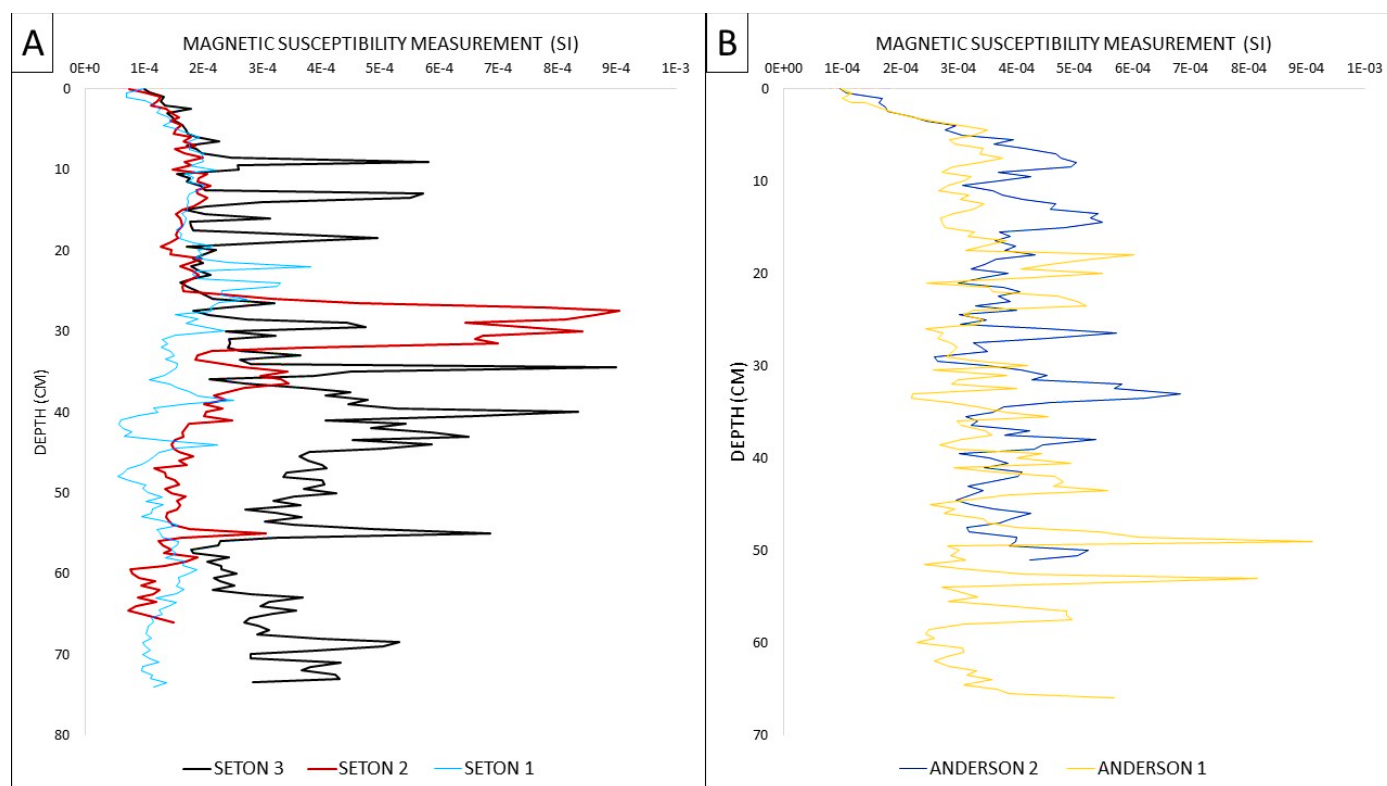 A
MAGNETIC SUSCEPTIBILITY MEASUREMENT (SI)
0E+0 1E-4 2E-4 3E-4 4E-4 5E-4 6E-4 7E-4 8E-4 9E-4 1E-3
0
10
20
30
40
50
60
70
80
DEPTH (CM)
SETON 3 SETON 2 SETON 1
B
MAGNETIC SUSCEPTIBILITY MEASUREMENT (SI)
0E+00 1E-04 2E-04 3E-04 4E-04 5E-04 6E-04 7E-04 8E-04 9E-04 1E-03
0
10
20
30
40
50
60
70
DEPTH (CM)
ANDERSON 2 ANDERSON 1